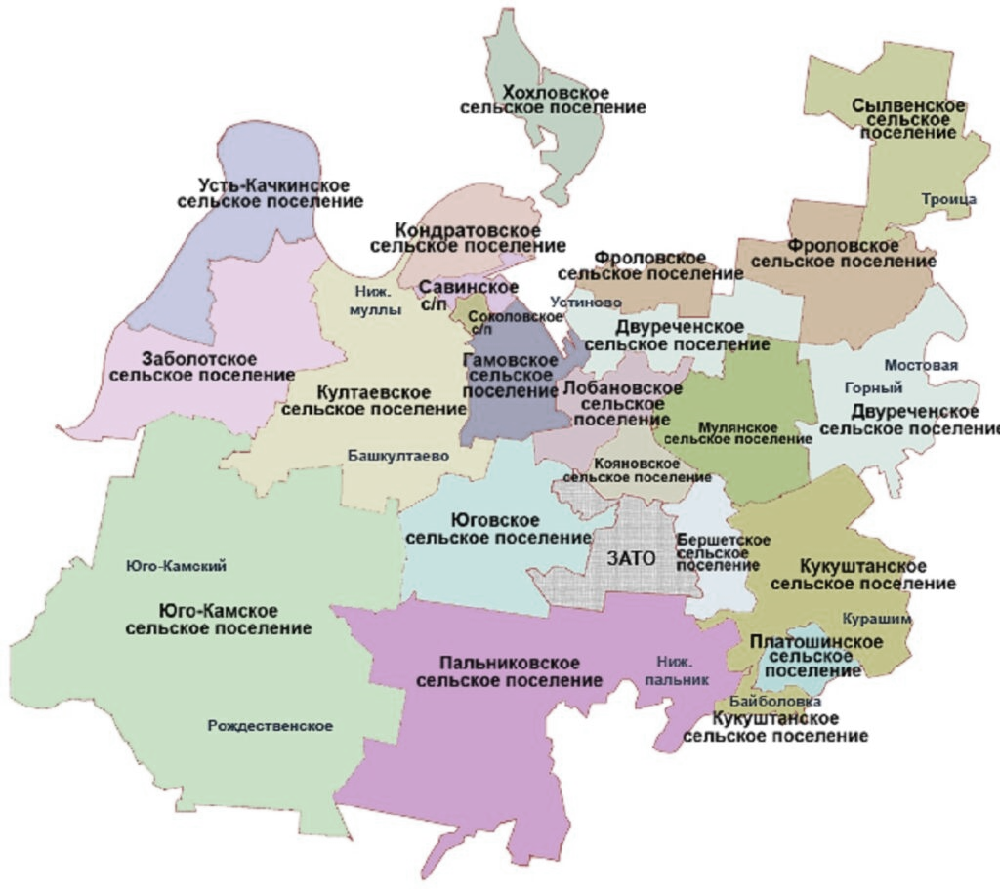 Хохловское
сельское поселение
Сылвенское
сельское
поселение
Троица
Усть-Качкинское
сельское поселение
Кондратовское
сельское поселение
Фроловское
сельское поселение
Фроловское
сельское поселение
Ниж.
муллы
Савинское
с/п
Устиново
Соколовское
с/п
Двуреченское
сельское поселение
Заболотское
сельское поселение
Гамовское
сельское
поселение
Мостовая
Горный
Двуреченское
сельское поселение
Култаевское
сельское поселение
Лобановское
сельское
поселение
Мулянское
сельское поселение
Башкултаево
Кояновское
сельское поселение
Юговское
сельское поселение
ЗАТО
Бершетское
сельское
поселение
Юго-Камский
Кукуштанское
сельское поселение
Юго-Камское
сельское поселение
Курашим
Платошинское
сельское
поселение
Пальниковское
сельское поселение
Ниж.
пальник
Байболовка
Кукуштанское
сельское поселение
Рождественское